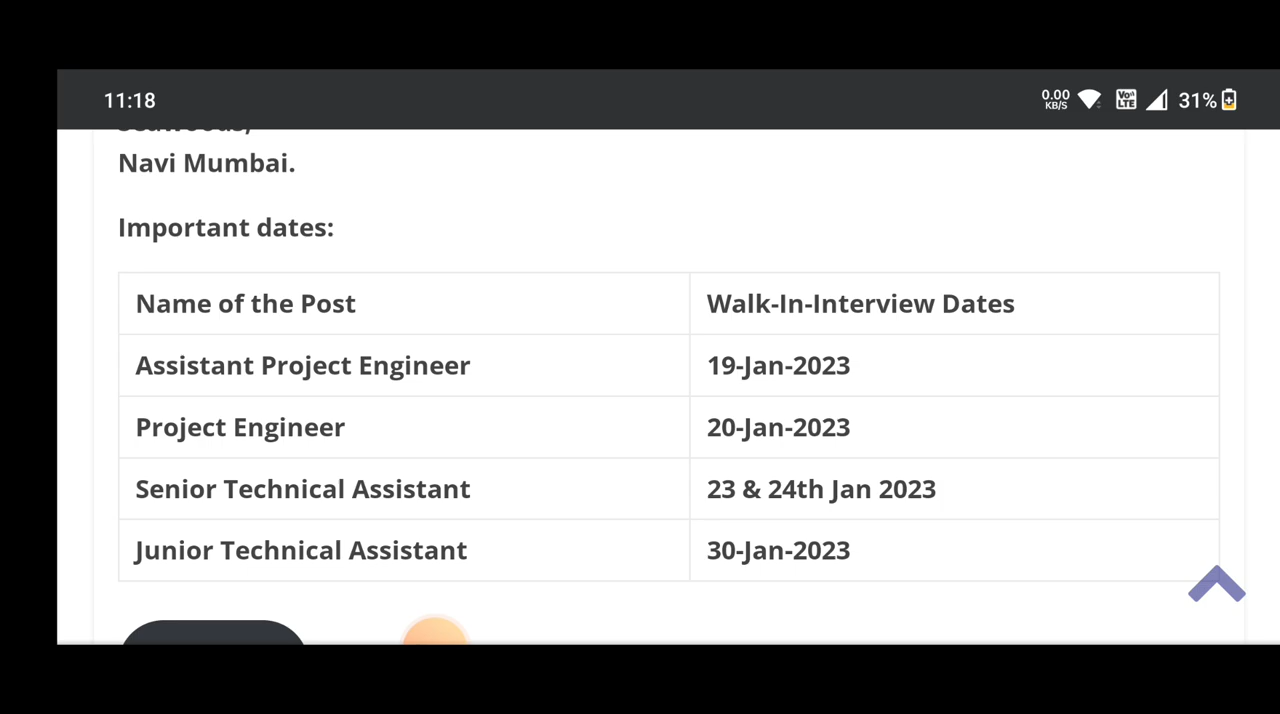 11:18
0.00
KB/S
Vo))
LTE
31%
Navi Mumbai.
Important dates:
Name of the Post Walk-In-Interview Dates
Assistant Project Engineer 19-Jan-2023
Project Engineer 20-Jan-2023
Senior Technical Assistant 23 & 24th Jan 2023
Junior Technical Assistant 30-Jan-2023